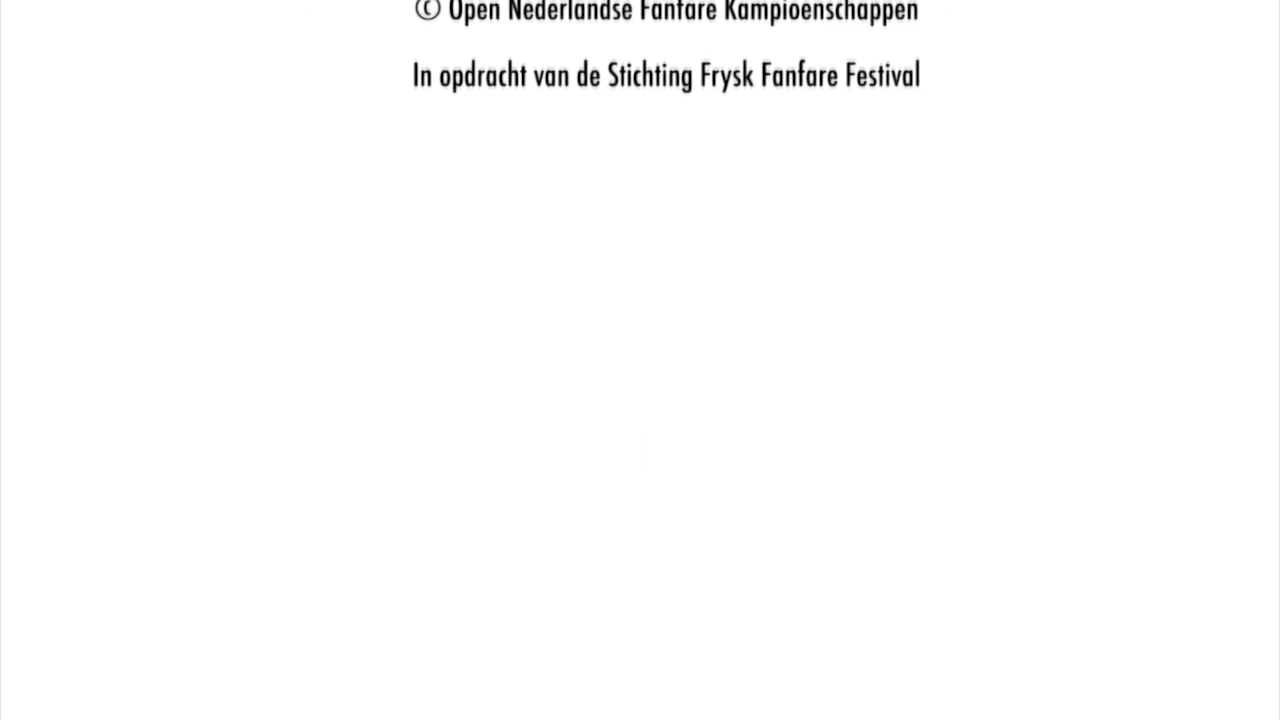 © Open Nederlandse Fanfare Kampioenschappen
In opdracht van de Stichting Frysk Fanfare Festival